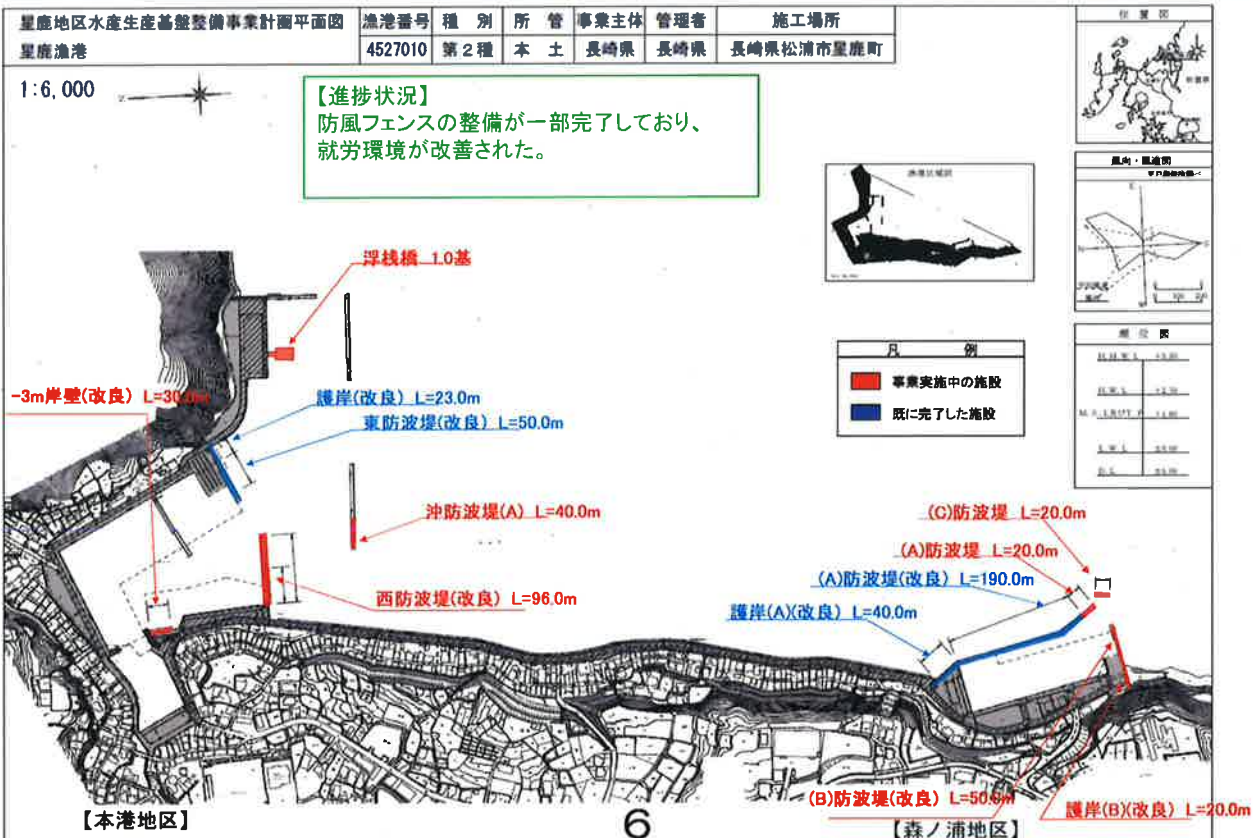 星鹿地区水産生産基盤整備事業計画平面図
星鹿漁港
漁港番号 種 別 所 管 事業主体 管理者 施工場所
4527010 第2種 本 土 長崎県 長崎県 長崎県松浦市星鹿町
1:6,000
【進捗状況】
防風フェンスの整備が一部完了しており、
就労環境が改善された。
位置図
風向・風速図
漁港区域図
潮位図
H.H.W.L
H.W.L
L.W.L
D.L
凡 例
事業実施中の施設
既に完了した施設
浮桟橋 1.0基
-3m岸壁(改良) L=30.0m
護岸(改良) L=23.0m
東防波堤(改良) L=50.0m
沖防波堤(A) L=40.0m
西防波堤(改良) L=96.0m
(C)防波堤 L=20.0m
(A)防波堤 L=20.0m
(A)防波堤(改良) L=190.0m
護岸(A)(改良) L=40.0m
(B)防波堤(改良) L=50.0m
護岸(B)(改良) L=20.0m
【本港地区】
6
【森ノ浦地区】